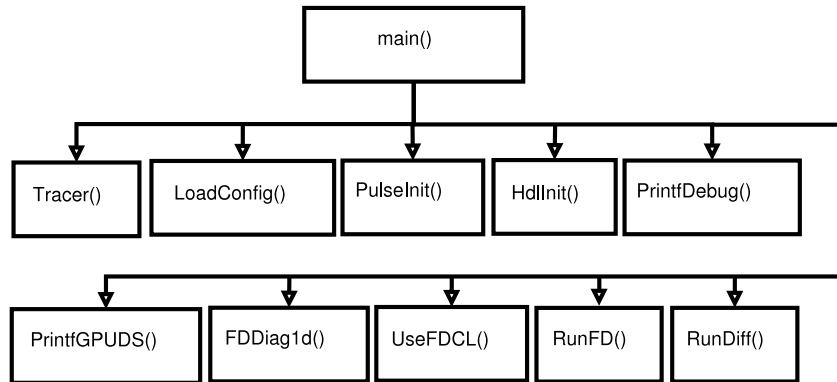 main()
Tracer()
LoadConfig()
PulseInit()
HdlInit()
PrintfDebug()
PrintfGPUDS()
FDDiag1d()
UseFDCL()
RunFD()
RunDiff()